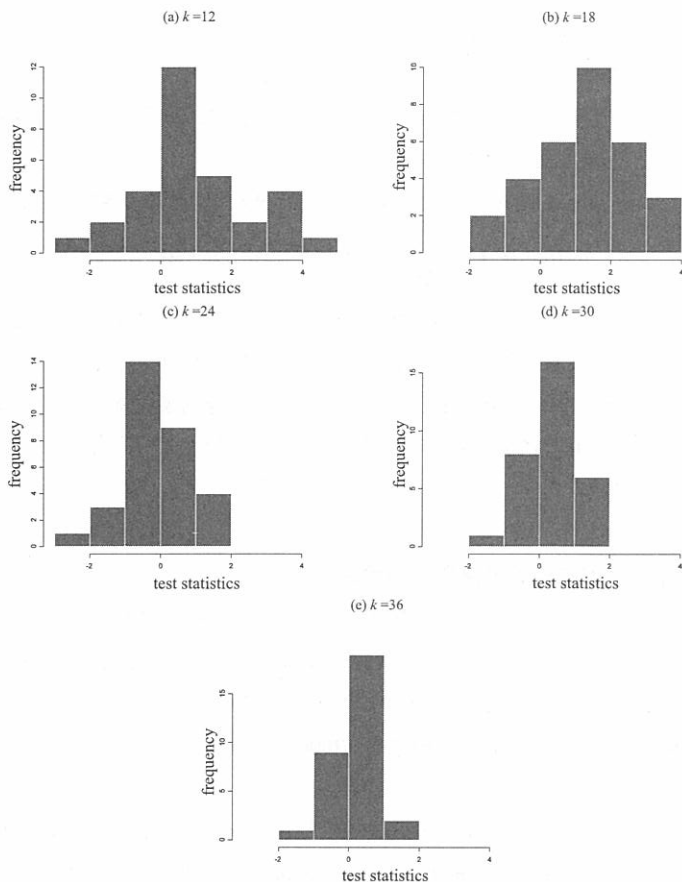 (a) k =12
12
10
8
6
4
2
0
frequency
-2 0 2 4
test statistics
(b) k =18
10
8
6
4
2
0
frequency
-2 0 2 4
test statistics
(c) k =24
14
12
10
8
6
4
2
0
frequency
-2 0 2 4
test statistics
(d) k =30
15
10
5
0
frequency
-2 0 2 4
test statistics
(e) k =36
15
10
5
0
frequency
-2 0 2 4
test statistics